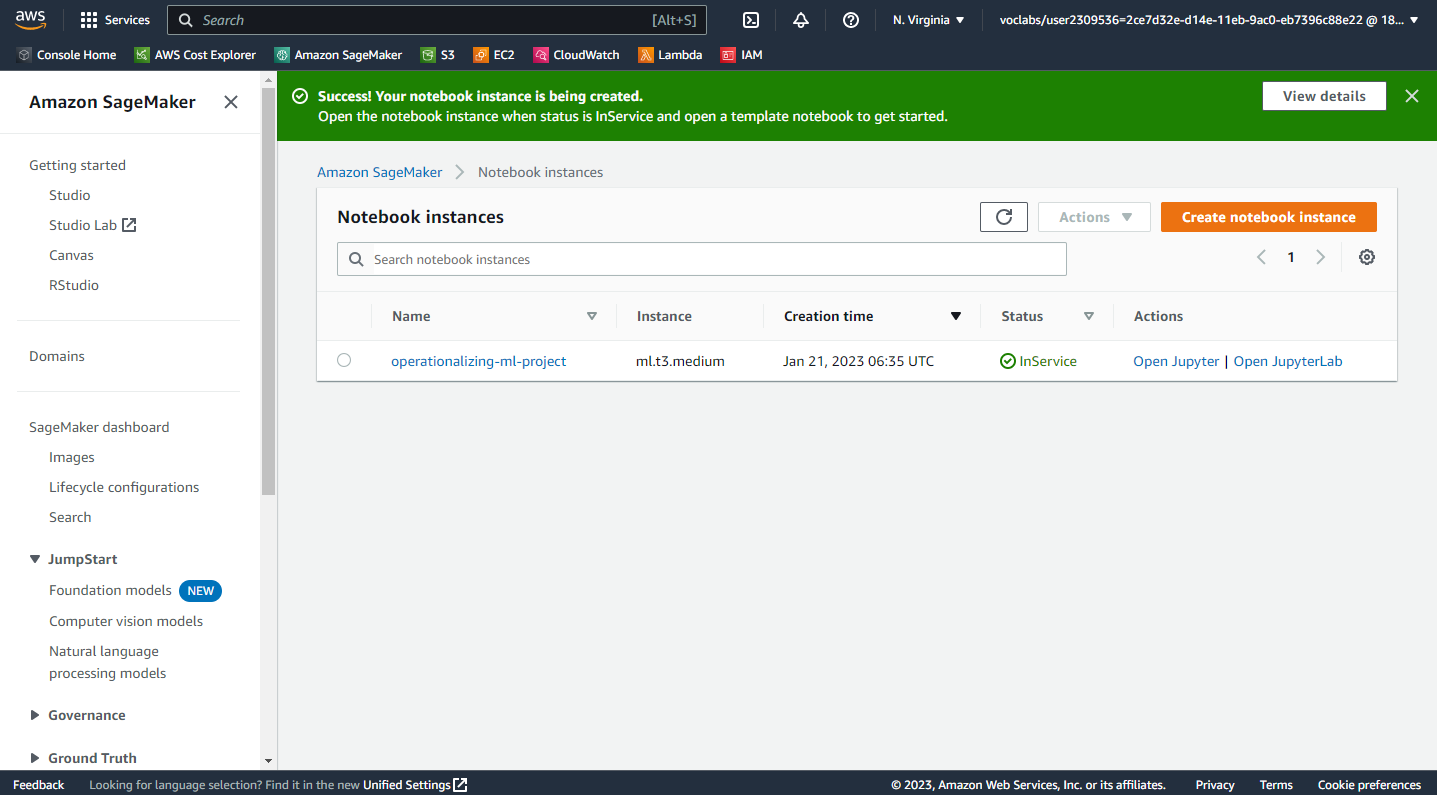 aws
Services
Search [Alt+S]
N. Virginia
voclabs/user2309536=2ce7d32e-d14e-11eb-9ac0-eb7396c88e22 @ 18...
Console Home
AWS Cost Explorer
Amazon SageMaker
S3
EC2
CloudWatch
Lambda
IAM
Amazon SageMaker
Getting started
Studio
Studio Lab
Canvas
RStudio
Domains
SageMaker dashboard
Images
Lifecycle configurations
Search
JumpStart
Foundation models NEW
Computer vision models
Natural language
processing models
Governance
Ground Truth
Success! Your notebook instance is being created.
Open the notebook instance when status is InService and open a template notebook to get started.
View details
Amazon SageMaker
Notebook instances
Notebook instances
Actions
Create notebook instance
Search notebook instances
1
Name Instance Creation time Status Actions
operationalizing-ml-project ml.t3.medium Jan 21, 2023 06:35 UTC InService Open Jupyter | Open JupyterLab
Feedback
Looking for language selection? Find it in the new Unified Settings
© 2023, Amazon Web Services, Inc. or its affiliates.
Privacy
Terms
Cookie preferences